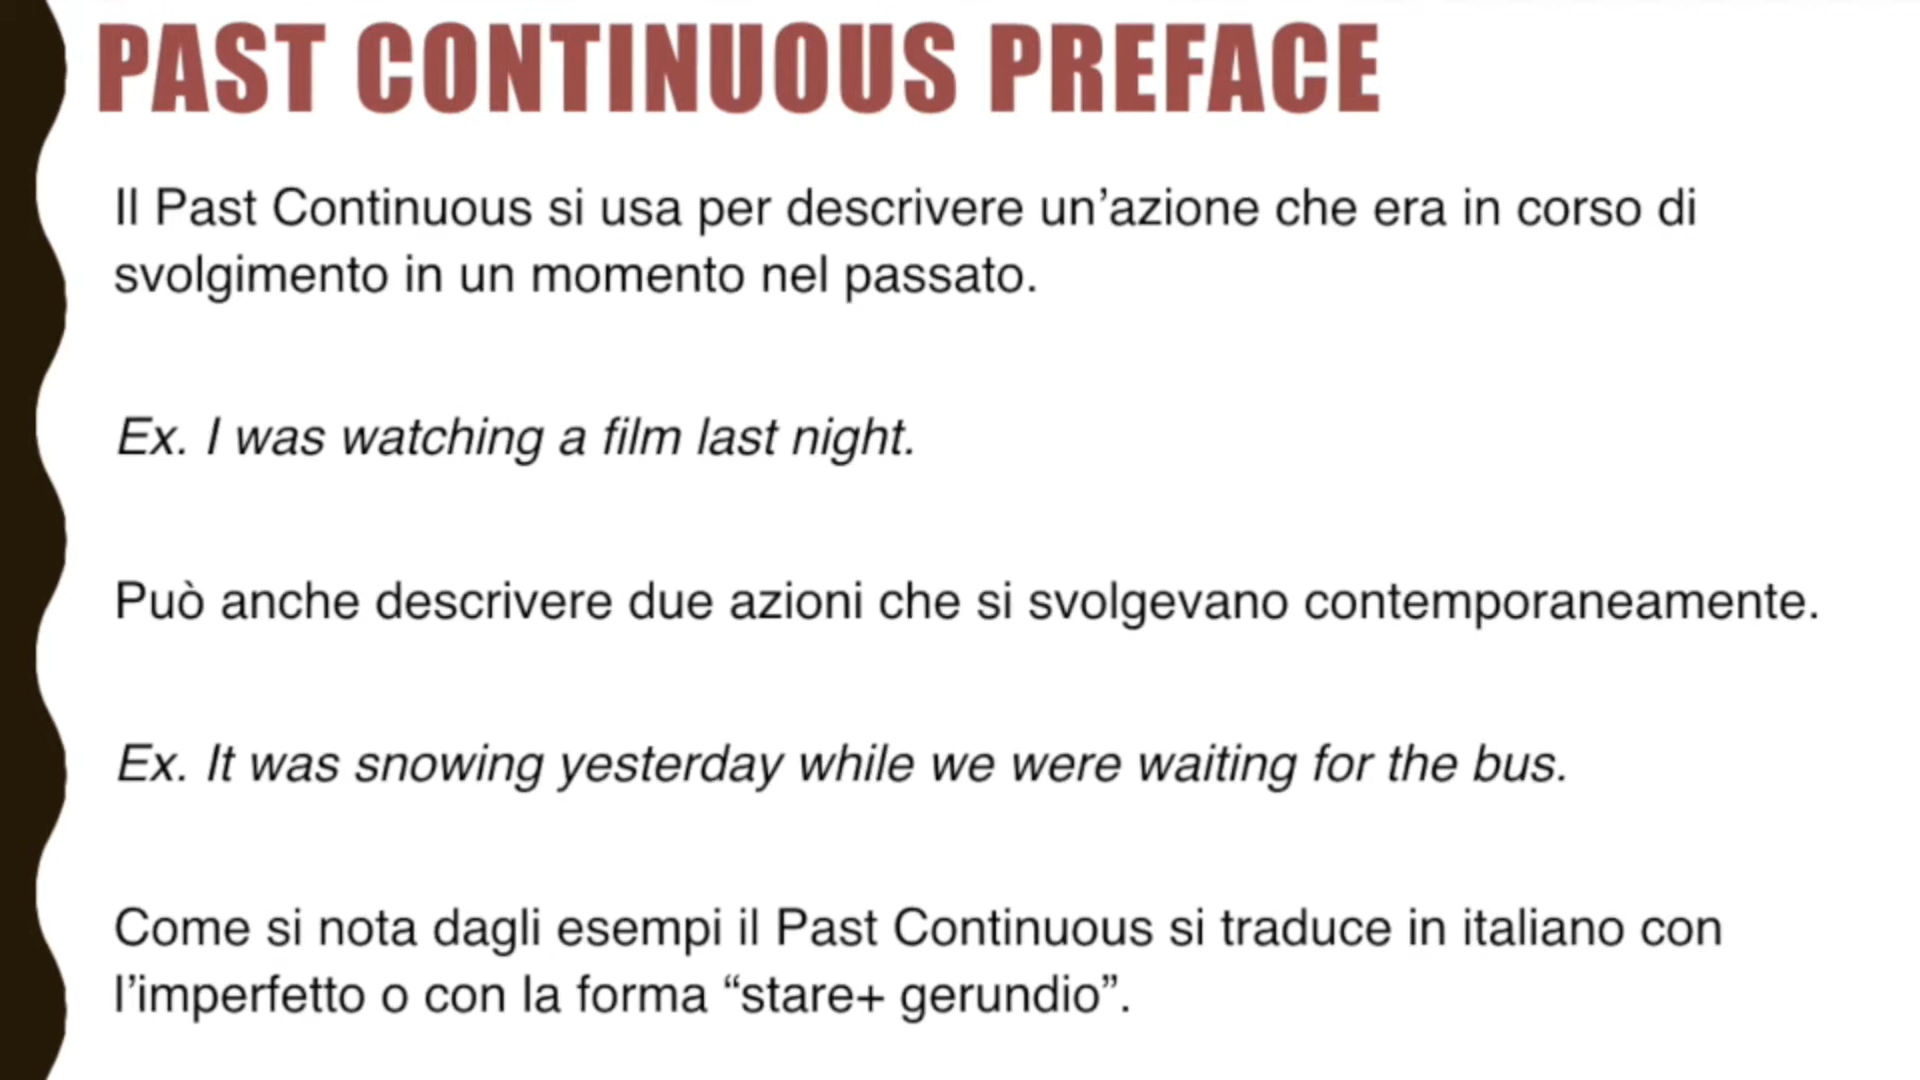 PAST CONTINUOUS PREFACE
Il Past Continuous si usa per descrivere un’azione che era in corso di
svolgimento in un momento nel passato.
Ex. I was watching a film last night.
Può anche descrivere due azioni che si svolgevano contemporaneamente.
Ex. It was snowing yesterday while we were waiting for the bus.
Come si nota dagli esempi il Past Continuous si traduce in italiano con
l’imperfetto o con la forma “stare+ gerundio”.